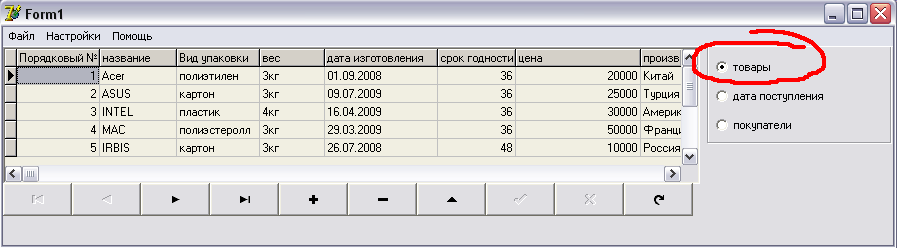 Form1
Файл Настройки Помощь
Порядковый № название Вид упаковки вес дата изготовления срок годности цена произв
1 Acer полиэтилен 3кг 01.09.2008 36 20000 Китай
2 ASUS картон 3кг 09.07.2009 36 25000 Турция
3 INTEL пластик 4кг 16.04.2009 36 30000 Америк
4 MAC полиэстеролл 3кг 29.03.2009 36 50000 Франци
5 IRBIS картон 3кг 26.07.2008 48 10000 Россия
товары
дата поступления
покупатели